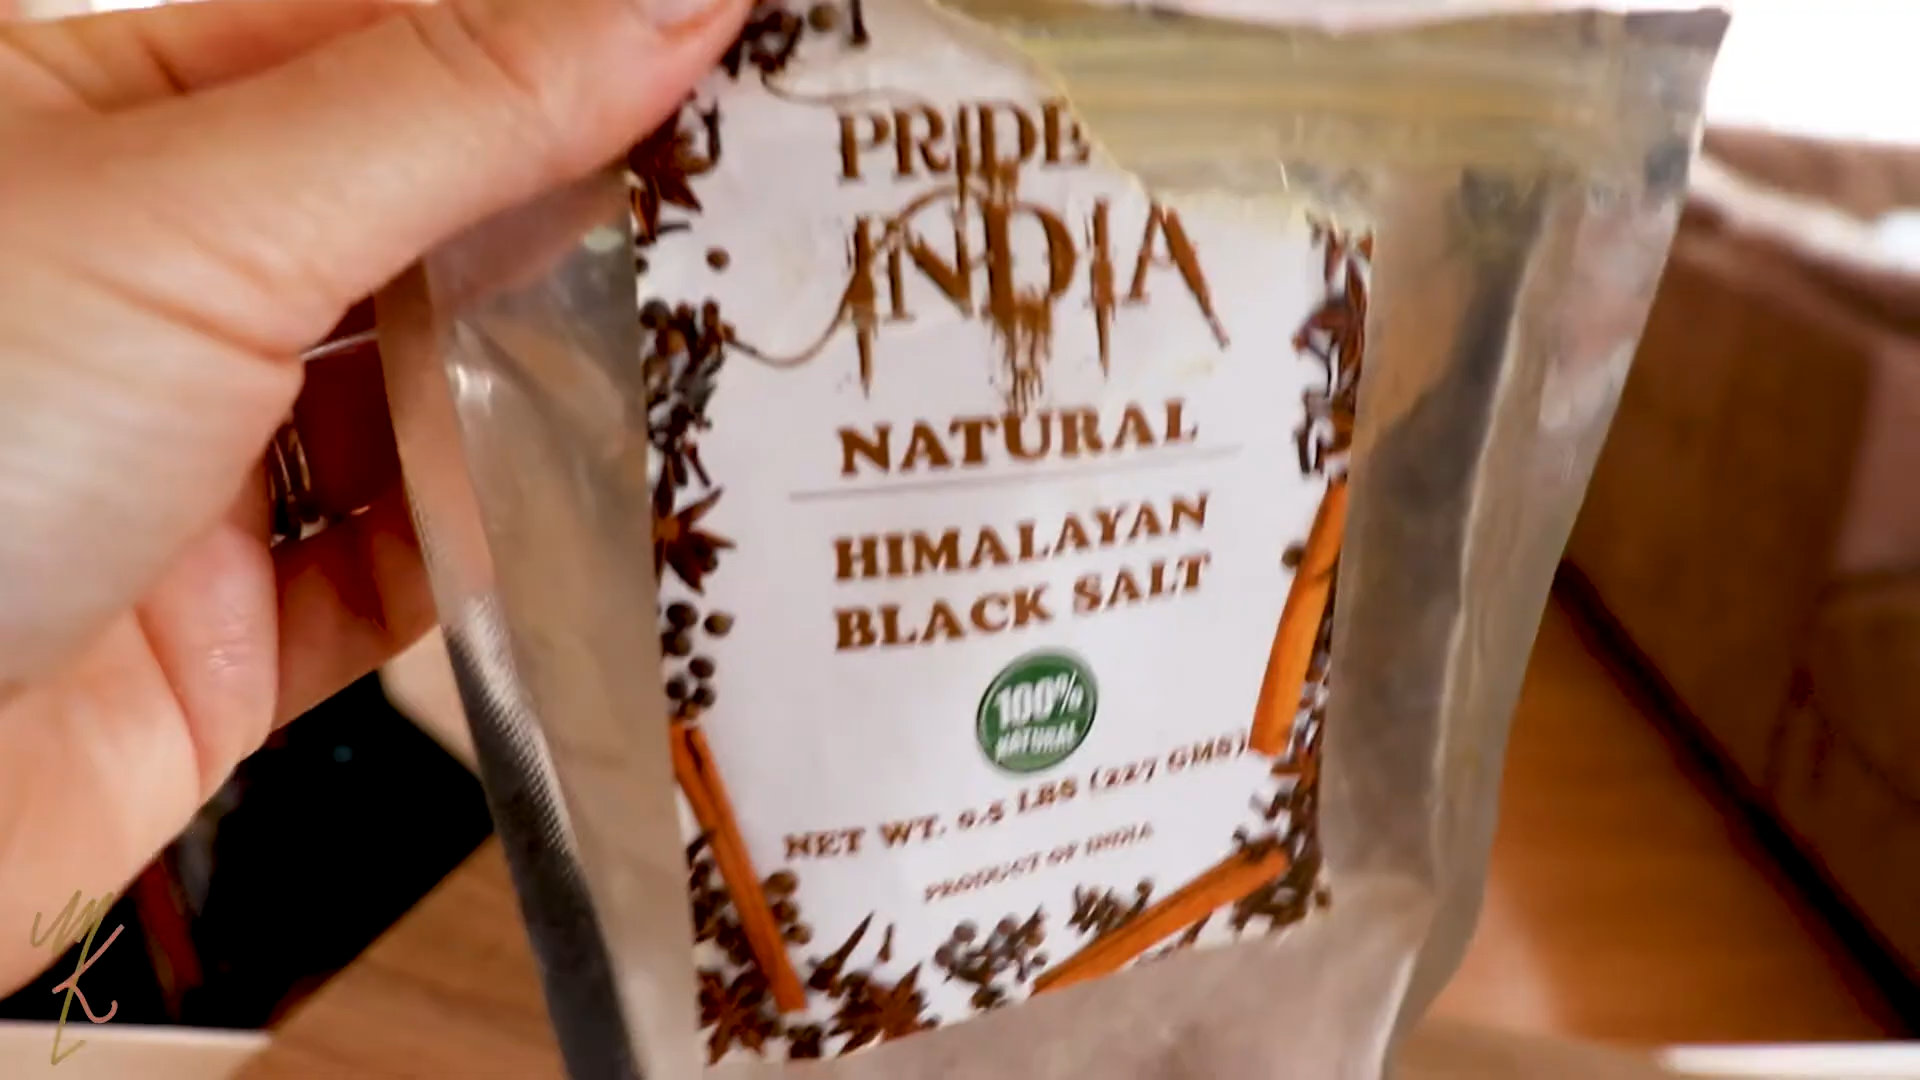 PRIDE
INDIA
NATURAL
HIMALAYAN
BLACK SALT
100%
NATURAL
NET WT. 0.5 LBS (227 GMS)
PRODUCT OF INDIA